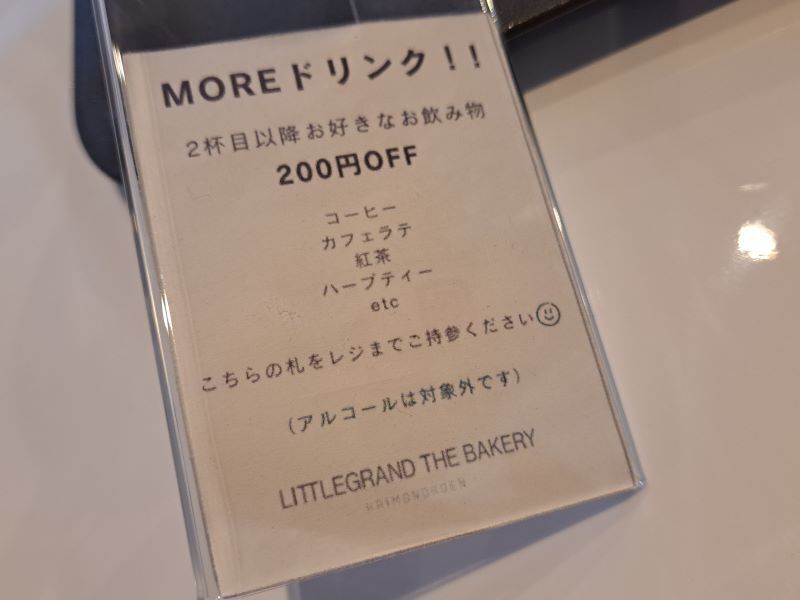 MOREドリンク！！
2杯目以降お好きなお飲み物
200円OFF
コーヒー
カフェラテ
紅茶
ハーブティー
etc
こちらの札をレジまでご持参ください☺
（アルコールは対象外です）
LITTLEGRAND THE BAKERY